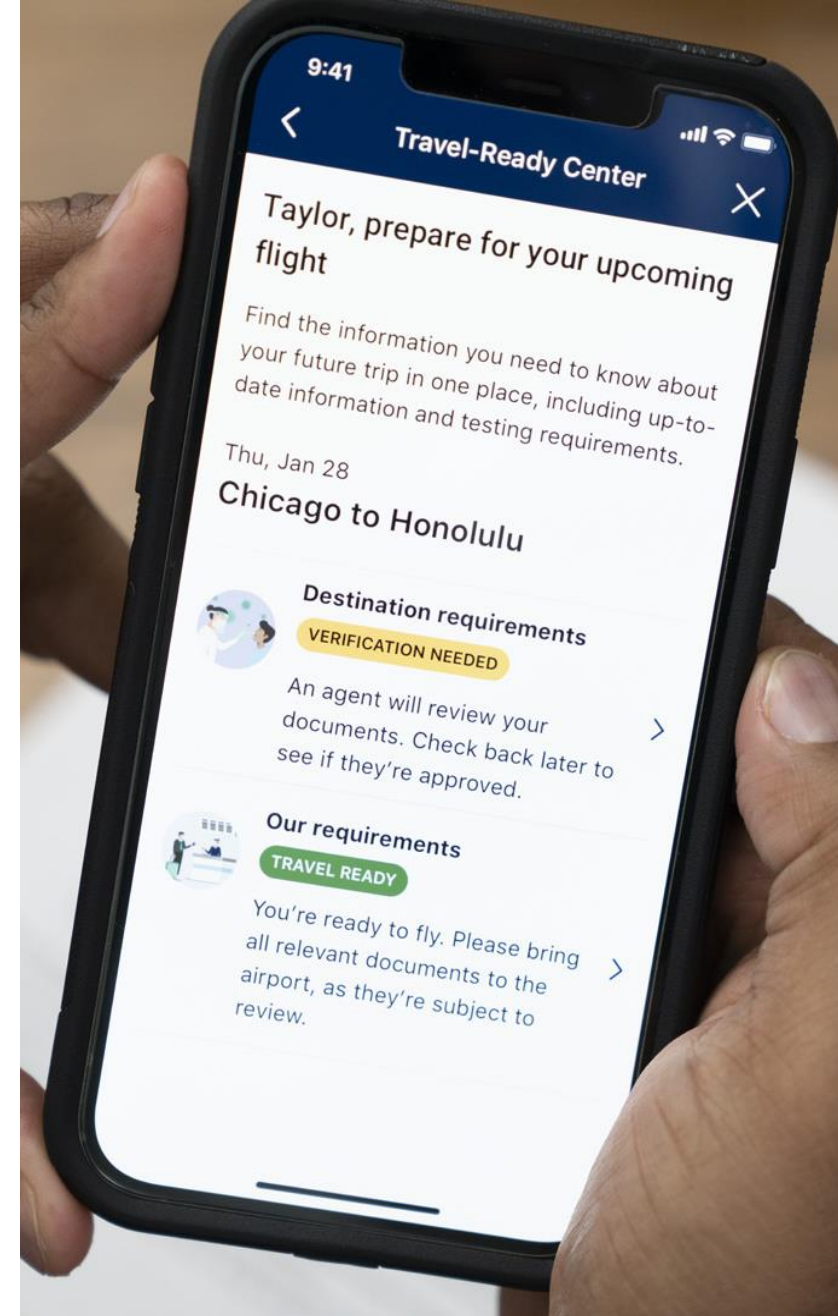 9:41
Travel-Ready Center
Taylor, prepare for your upcoming
flight
Find the information you need to know about
your future trip in one place, including up-to-
date information and testing requirements.
Thu, Jan 28
Chicago to Honolulu
Destination requirements
VERIFICATION NEEDED
An agent will review your
documents. Check back later to
see if they’re approved.
Our requirements
TRAVEL READY
You’re ready to fly. Please bring
all relevant documents to the
airport, as they’re subject to
review.